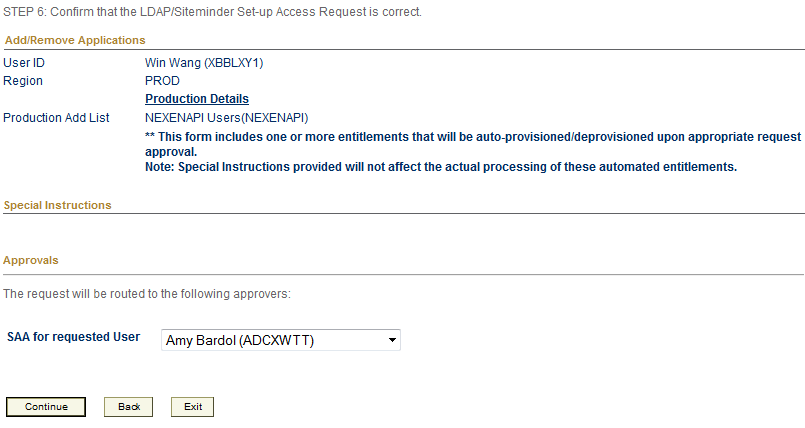 STEP 6: Confirm that the LDAP/Siteminder Set-up Access Request is correct.
Add/Remove Applications
User ID Win Wang (XBBLXY1)
Region PROD
Production Details
Production Add List NEXENAPI Users(NEXENAPI)
** This form includes one or more entitlements that will be auto-provisioned/deprovisioned upon appropriate request
approval.
Note: Special Instructions provided will not affect the actual processing of these automated entitlements.
Special Instructions
Approvals
The request will be routed to the following approvers:
SAA for requested User Amy Bardol (ADCXWTT)
Continue Back Exit